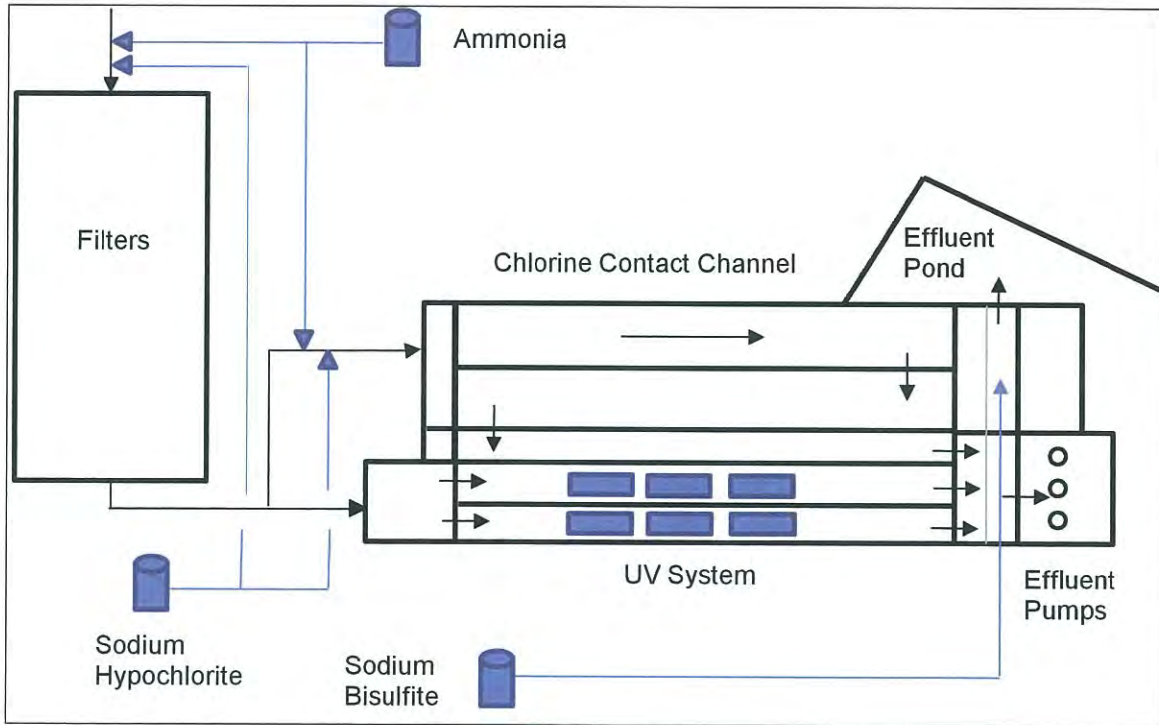 Ammonia
Filters
Effluent
Pond
Chlorine Contact Channel
UV System
Effluent
Pumps
Sodium
Hypochlorite
Sodium
Bisulfite